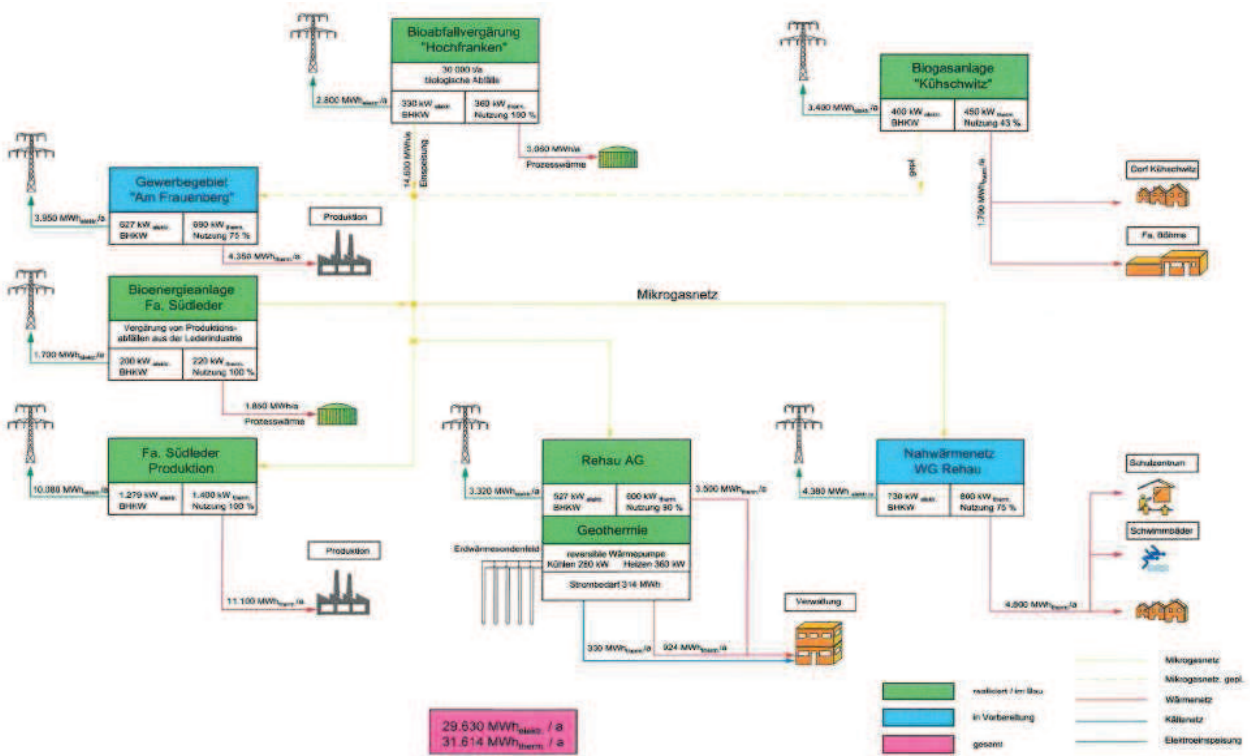 Bioabfallvergärung
"Hochfranken"
30 000 t/a
biologische Abfälle
330 kW elektr.
BHKW
360 kW therm.
Nutzung 100 %
2.800 MWh elektr./a
14.600 MWh/a
Einspeisung
3.060 MWh/a
Prozesswärme
Biogasanlage
"Kühschwitz"
400 kW elektr.
BHKW
450 kW therm.
Nutzung 43 %
3.400 MWh elektr./a
gepl.
1.700 MWh therm./a
Dorf Kühschwitz
Fa. Böhme
Gewerbegebiet
"Am Frauenberg"
627 kW elektr.
BHKW
690 kW therm.
Nutzung 75 %
3.950 MWh elektr./a
4.350 MWh therm./a
Produktion
Bioenergieanlage
Fa. Südleder
Vergärung von Produktions-
abfällen aus der Lederindustrie
200 kW elektr.
BHKW
220 kW therm.
Nutzung 100 %
1.700 MWh elektr./a
1.850 MWh/a
Prozesswärme
Mikrogasnetz
Fa. Südleder
Produktion
1.279 kW elektr.
BHKW
1.400 kW therm.
Nutzung 100 %
10.080 MWh elektr./a
11.100 MWh therm./a
Produktion
Rehau AG
527 kW elektr.
BHKW
600 kW therm.
Nutzung 90 %
3.320 MWh elektr./a
3.500 MWh therm./a
Geothermie
reversible Wärmepumpe
Kühlen 280 kW Heizen 360 kW
Strombedarf 314 MWh
Erdwärmesondenfeld
330 MWh therm./a
924 MWh therm./a
Verwaltung
Nahwärmenetz
WG Rehau
730 kW elektr.
BHKW
800 kW therm.
Nutzung 75 %
4.380 MWh elektr./a
Schulzentrum
Schwimmbäder
29.630 MWh elektr. / a
31.614 MWh therm. / a
realisiert / im Bau
in Vorbereitung
gesamt
Mikrogasnetz
Mikrogasnetz, gepl.
Wärmenetz
Kältenetz
Elektroeinspeisung